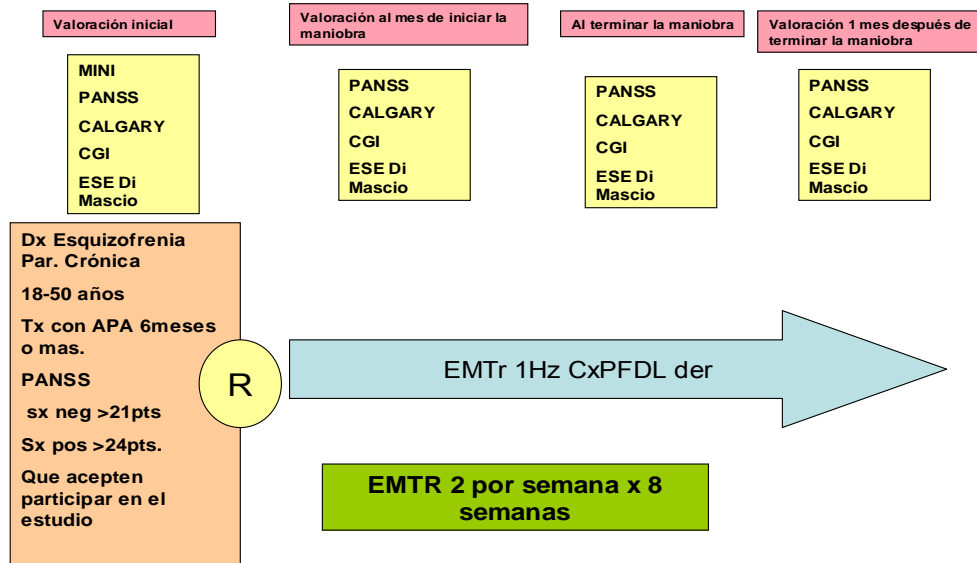 Valoración inicial
Valoración al mes de iniciar la
maniobra
Al terminar la maniobra
Valoración 1 mes después de
terminar la maniobra
MINI
PANSS
CALGARY
CGI
ESE Di
Mascio
PANSS
CALGARY
CGI
ESE Di
Mascio
PANSS
CALGARY
CGI
ESE Di
Mascio
PANSS
CALGARY
CGI
ESE Di
Mascio
Dx Esquizofrenia
Par. Crónica
18-50 años
Tx con APA 6meses
o mas.
PANSS
sx neg >21pts
Sx pos >24pts.
Que acepten
participar en el
estudio
R
EMTr 1Hz CxPFDL der
EMTR 2 por semana x 8
semanas